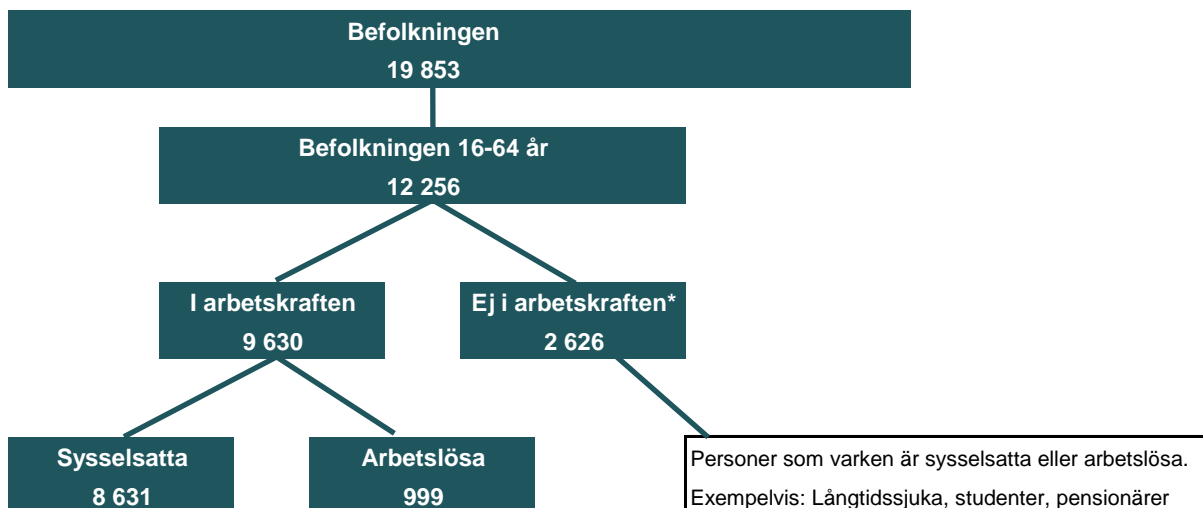 Befolkningen
19 853
Befolkningen 16-64 år
12 256
I arbetskraften
9 630
Ej i arbetskraften*
2 626
Sysselsatta
8 631
Arbetslösa
999
Personer som varken är sysselsatta eller arbetslösa.
Exempelvis: Långtidssjuka, studenter, pensionärer